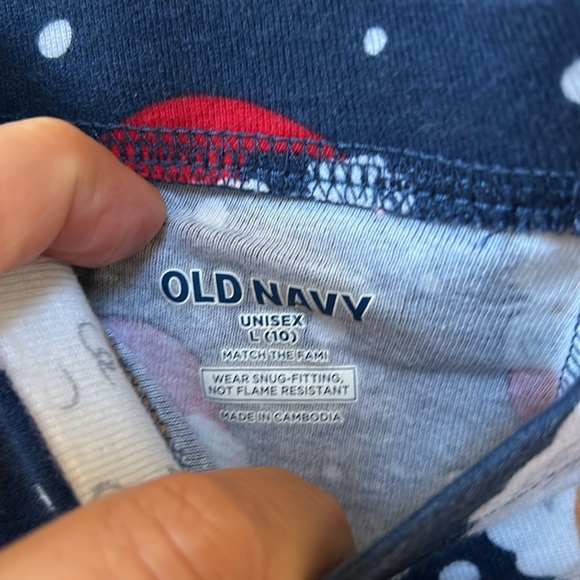 OLD NAVY
UNISEX
L (10)
MATCH THE FAM!
WEAR SNUG-FITTING,
NOT FLAME RESISTANT
MADE IN CAMBODIA